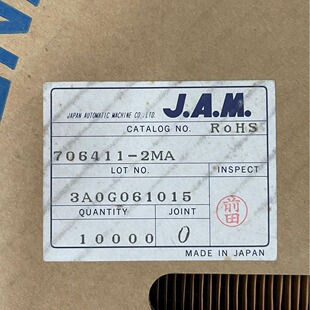 J.A.M.
JAPAN AUTOMATIC MACHINE CO., LTD.
CATALOG NO. RoHS
706411-2MA
LOT NO. INSPECT
3A0G061015
前田
QUANTITY JOINT
10000 0
MADE IN JAPAN